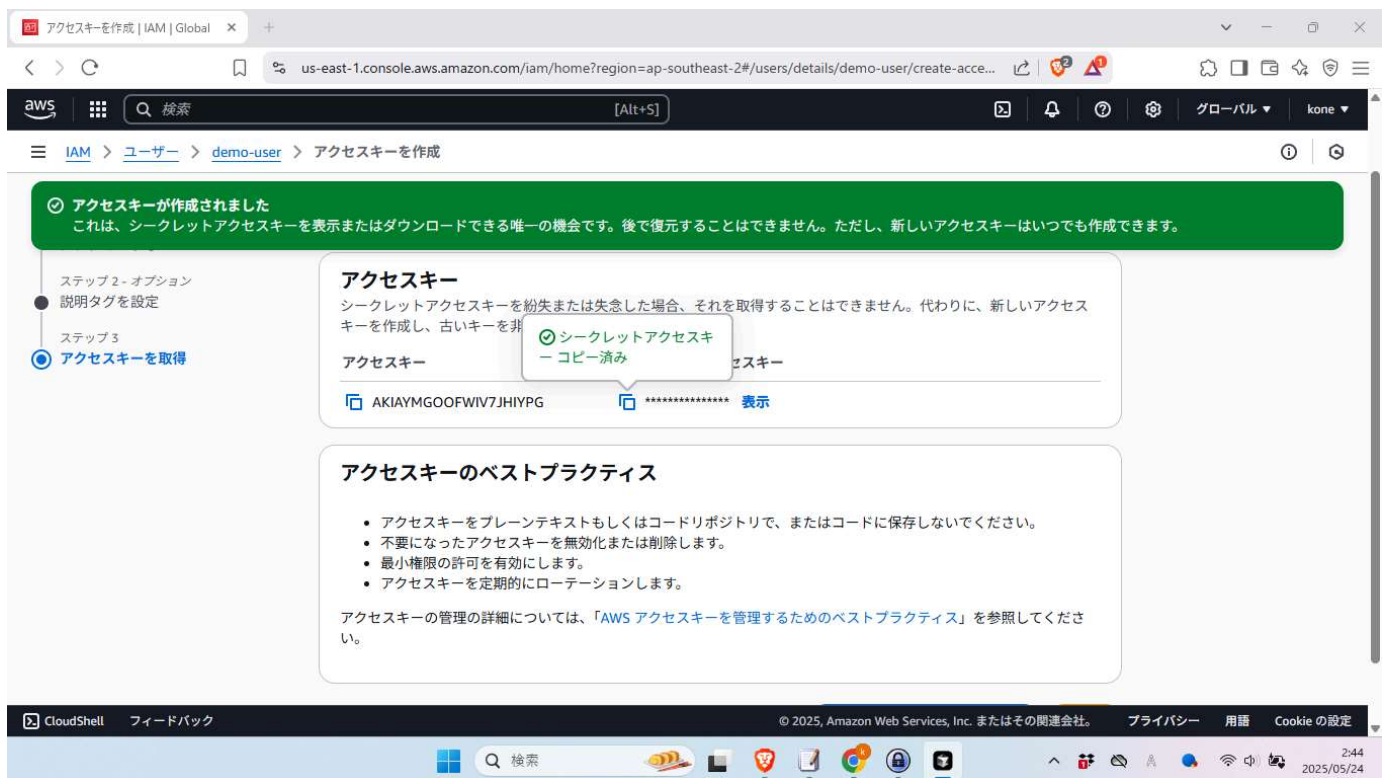 アクセスキーを作成 | IAM | Global
us-east-1.console.aws.amazon.com/iam/home?region=ap-southeast-2#/users/details/demo-user/create-acce...
aws
検索
[Alt+S]
グローバル
kone
IAM > ユーザー > demo-user > アクセスキーを作成
アクセスキーが作成されました
これは、シークレットアクセスキーを表示またはダウンロードできる唯一の機会です。後で復元することはできません。ただし、新しいアクセスキーはいつでも作成できます。
ステップ 2 - オプション
説明タグを設定
ステップ 3
アクセスキーを取得
アクセスキー
シークレットアクセスキーを紛失または失念した場合、それを取得することはできません。代わりに、新しいアクセス
キーを作成し、古いキーを非
シークレットアクセスキ
ー コピー済み
アクセスキー
セスキー
AKIAYMGOOFWIV7JHIYPG
*************** 表示
アクセスキーのベストプラクティス
• アクセスキーをプレーンテキストもしくはコードリポジトリで、またはコードに保存しないでください。
• 不要になったアクセスキーを無効化または削除します。
• 最小権限の許可を有効にします。
• アクセスキーを定期的にローテーションします。
アクセスキーの管理の詳細については、「AWS アクセスキーを管理するためのベストプラクティス」を参照してくださ
い。
CloudShell
フィードバック
© 2025, Amazon Web Services, Inc. またはその関連会社。
プライバシー
用語
Cookie の設定
検索
2:44
2025/05/24